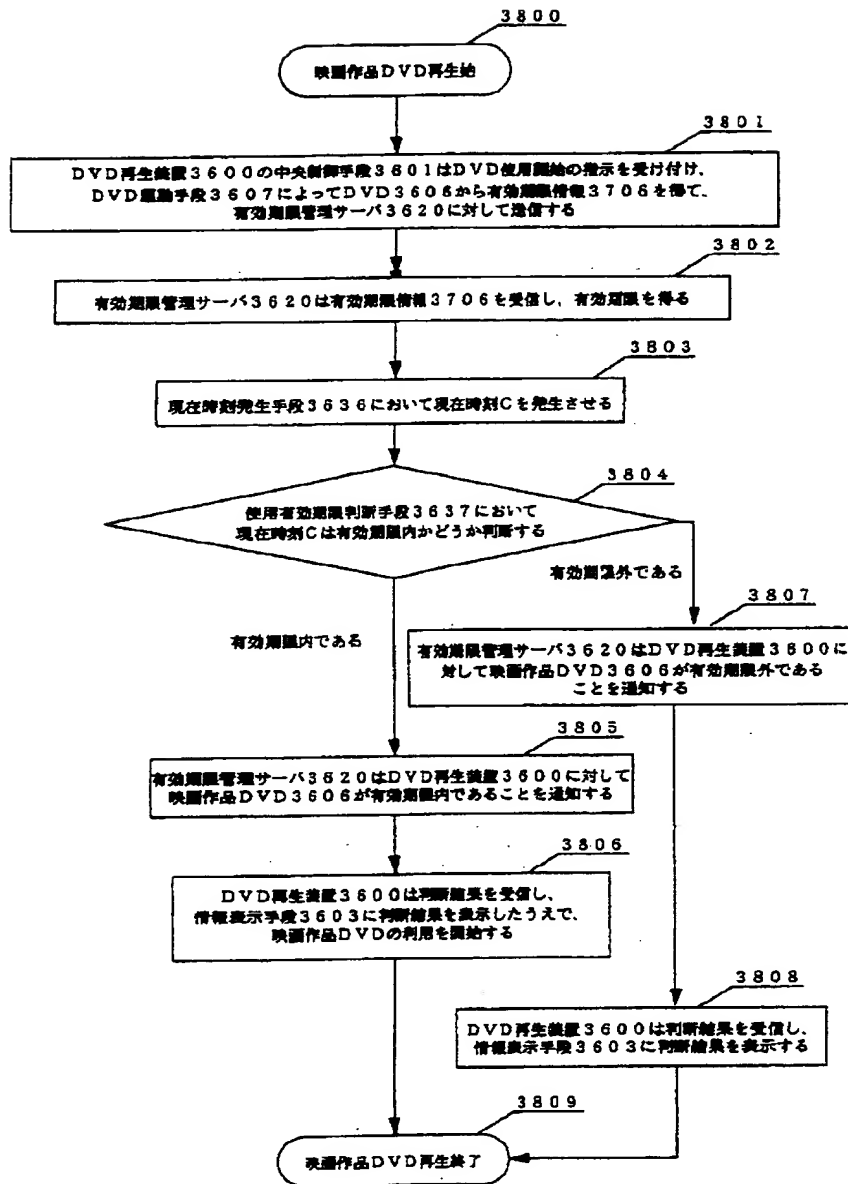 3800
映画作品DVD再生始
3801
DVD再生装置3600の中央制御手段3601はDVD使用開始の指示を受け付け、
DVD駆動手段3607によってDVD3606から有効期限情報3706を得て、
有効期限管理サーバ3620に対して送信する
3802
有効期限管理サーバ3620は有効期限情報3706を受信し、有効期限を得る
3803
現在時刻発生手段3636において現在時刻Cを発生させる
3804
使用有効期限判断手段3637において
現在時刻Cは有効期限内かどうか判断する
有効期限外である
3807
有効期限内である
有効期限管理サーバ3620はDVD再生装置3600に
対して映画作品DVD3606が有効期限外である
ことを通知する
3805
有効期限管理サーバ3620はDVD再生装置3600に対して
映画作品DVD3606が有効期限内であることを通知する
3806
DVD再生装置3600は判断結果を受信し、
情報表示手段3603に判断結果を表示したうえで、
映画作品DVDの利用を開始する
3808
DVD再生装置3600は判断結果を受信し、
情報表示手段3603に判断結果を表示する
3809
映画作品DVD再生終了